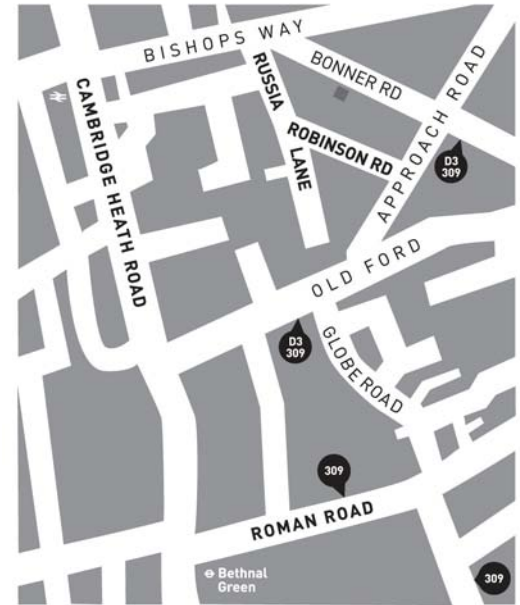 BISHOPS WAY
RUSSIA
LANE
BONNER RD
CAMBRIDGE HEATH ROAD
ROBINSON RD
APPROACH ROAD
D3
309
OLD FORD
D3
309
GLOBE ROAD
309
ROMAN ROAD
Bethnal
Green
309